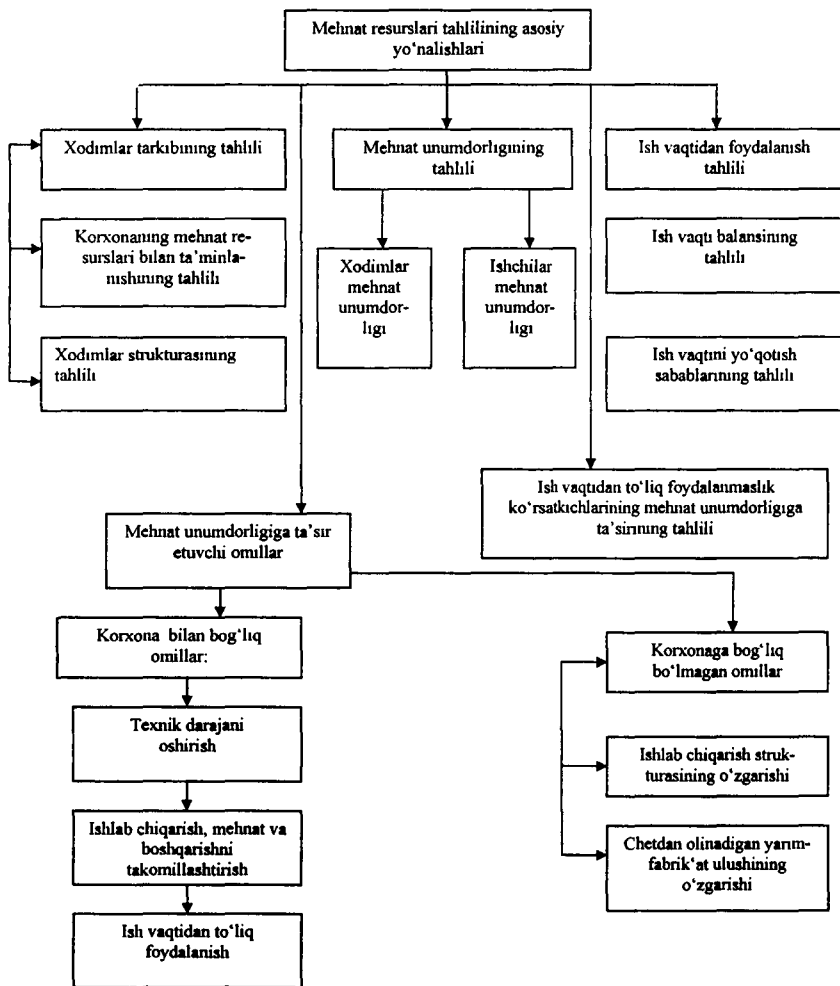 Mehnat resurslari tahlilining asosiy
yo‘nalishlari
Xodimlar tarkibining tahlili
Mehnat unumdorligining
tahlili
Ish vaqtidan foydalanish
tahlili
Korxonaning mehnat re-
surslari bilan ta’minla-
nishining tahlili
Xodimlar
mehnat
unumdor-
ligi
Ishchilar
mehnat
unumdor-
ligi
Ish vaqti balansining
tahlili
Xodimlar strukturasining
tahlili
Ish vaqtini yo‘qotish
sabablarining tahlili
Ish vaqtidan to‘liq foydalanmaslik
ko‘rsatkichlarining mehnat unumdorligiga
ta’sirining tahlili
Mehnat unumdorligiga ta’sir
etuvchi omillar
Korxona bilan bog‘liq
omillar:
Korxonaga bog‘liq
bo‘lmagan omillar
Texnik darajani
oshirish
Ishlab chiqarish struk-
turasining o‘zgarishi
Ishlab chiqarish, mehnat va
boshqarishni
takomillashtirish
Chetdan olinadigan yarim-
fabrik‘at ulushining
o‘zgarishi
Ish vaqtidan to‘liq
foydalanish